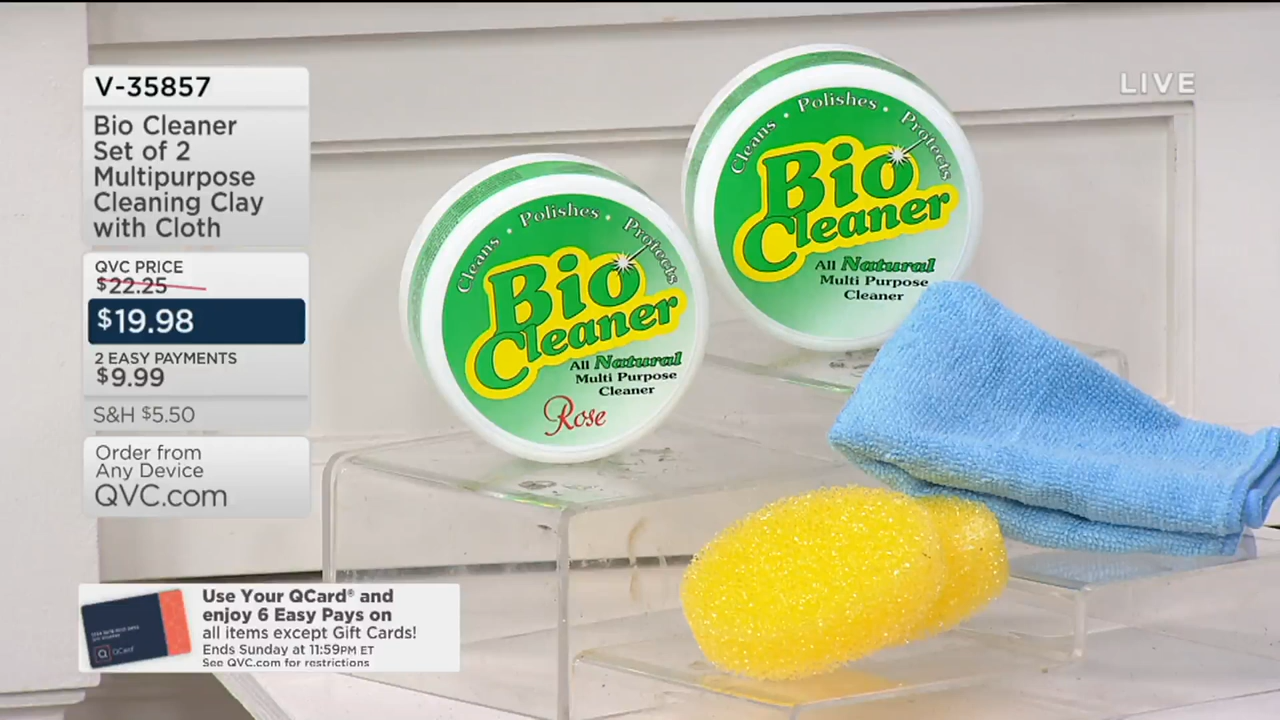 V-35857
Bio Cleaner
Set of 2
Multipurpose
Cleaning Clay
with Cloth
QVC PRICE
$22.25
$19.98
2 EASY PAYMENTS
$9.99
S&H $5.50
Order from
Any Device
QVC.com
Use Your QCard® and
enjoy 6 Easy Pays on
all items except Gift Cards!
Ends Sunday at 11:59PM ET
See QVC.com for restrictions
QCard
LIVE
Cleans · Polishes · Protects
Bio
Cleaner
All Natural
Multi Purpose
Cleaner
Rose
Cleans · Polishes · Protects
Bio
Cleaner
All Natural
Multi Purpose
Cleaner